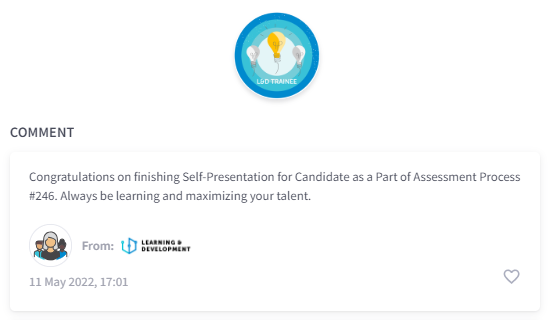 L&D TRAINEE
COMMENT
Congratulations on finishing Self-Presentation for Candidate as a Part of Assessment Process
#246. Always be learning and maximizing your talent.
From: LEARNING &
DEVELOPMENT
11 May 2022, 17:01